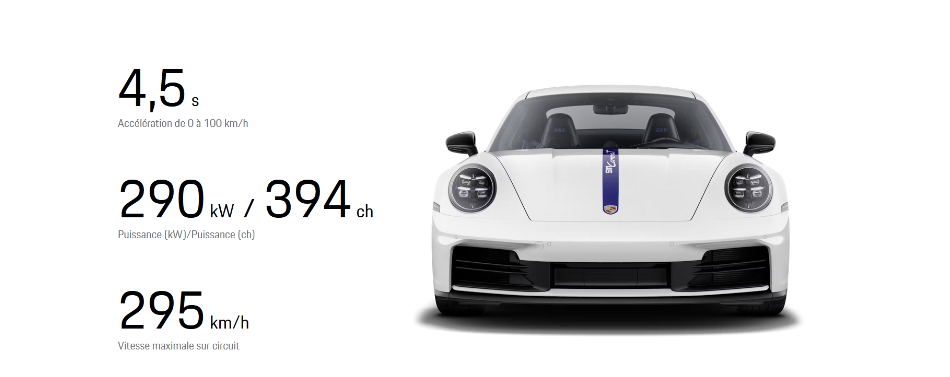 4,5 s
Accélération de 0 à 100 km/h
290 kW / 394 ch
Puissance (kW)/Puissance (ch)
295 km/h
Vitesse maximale sur circuit